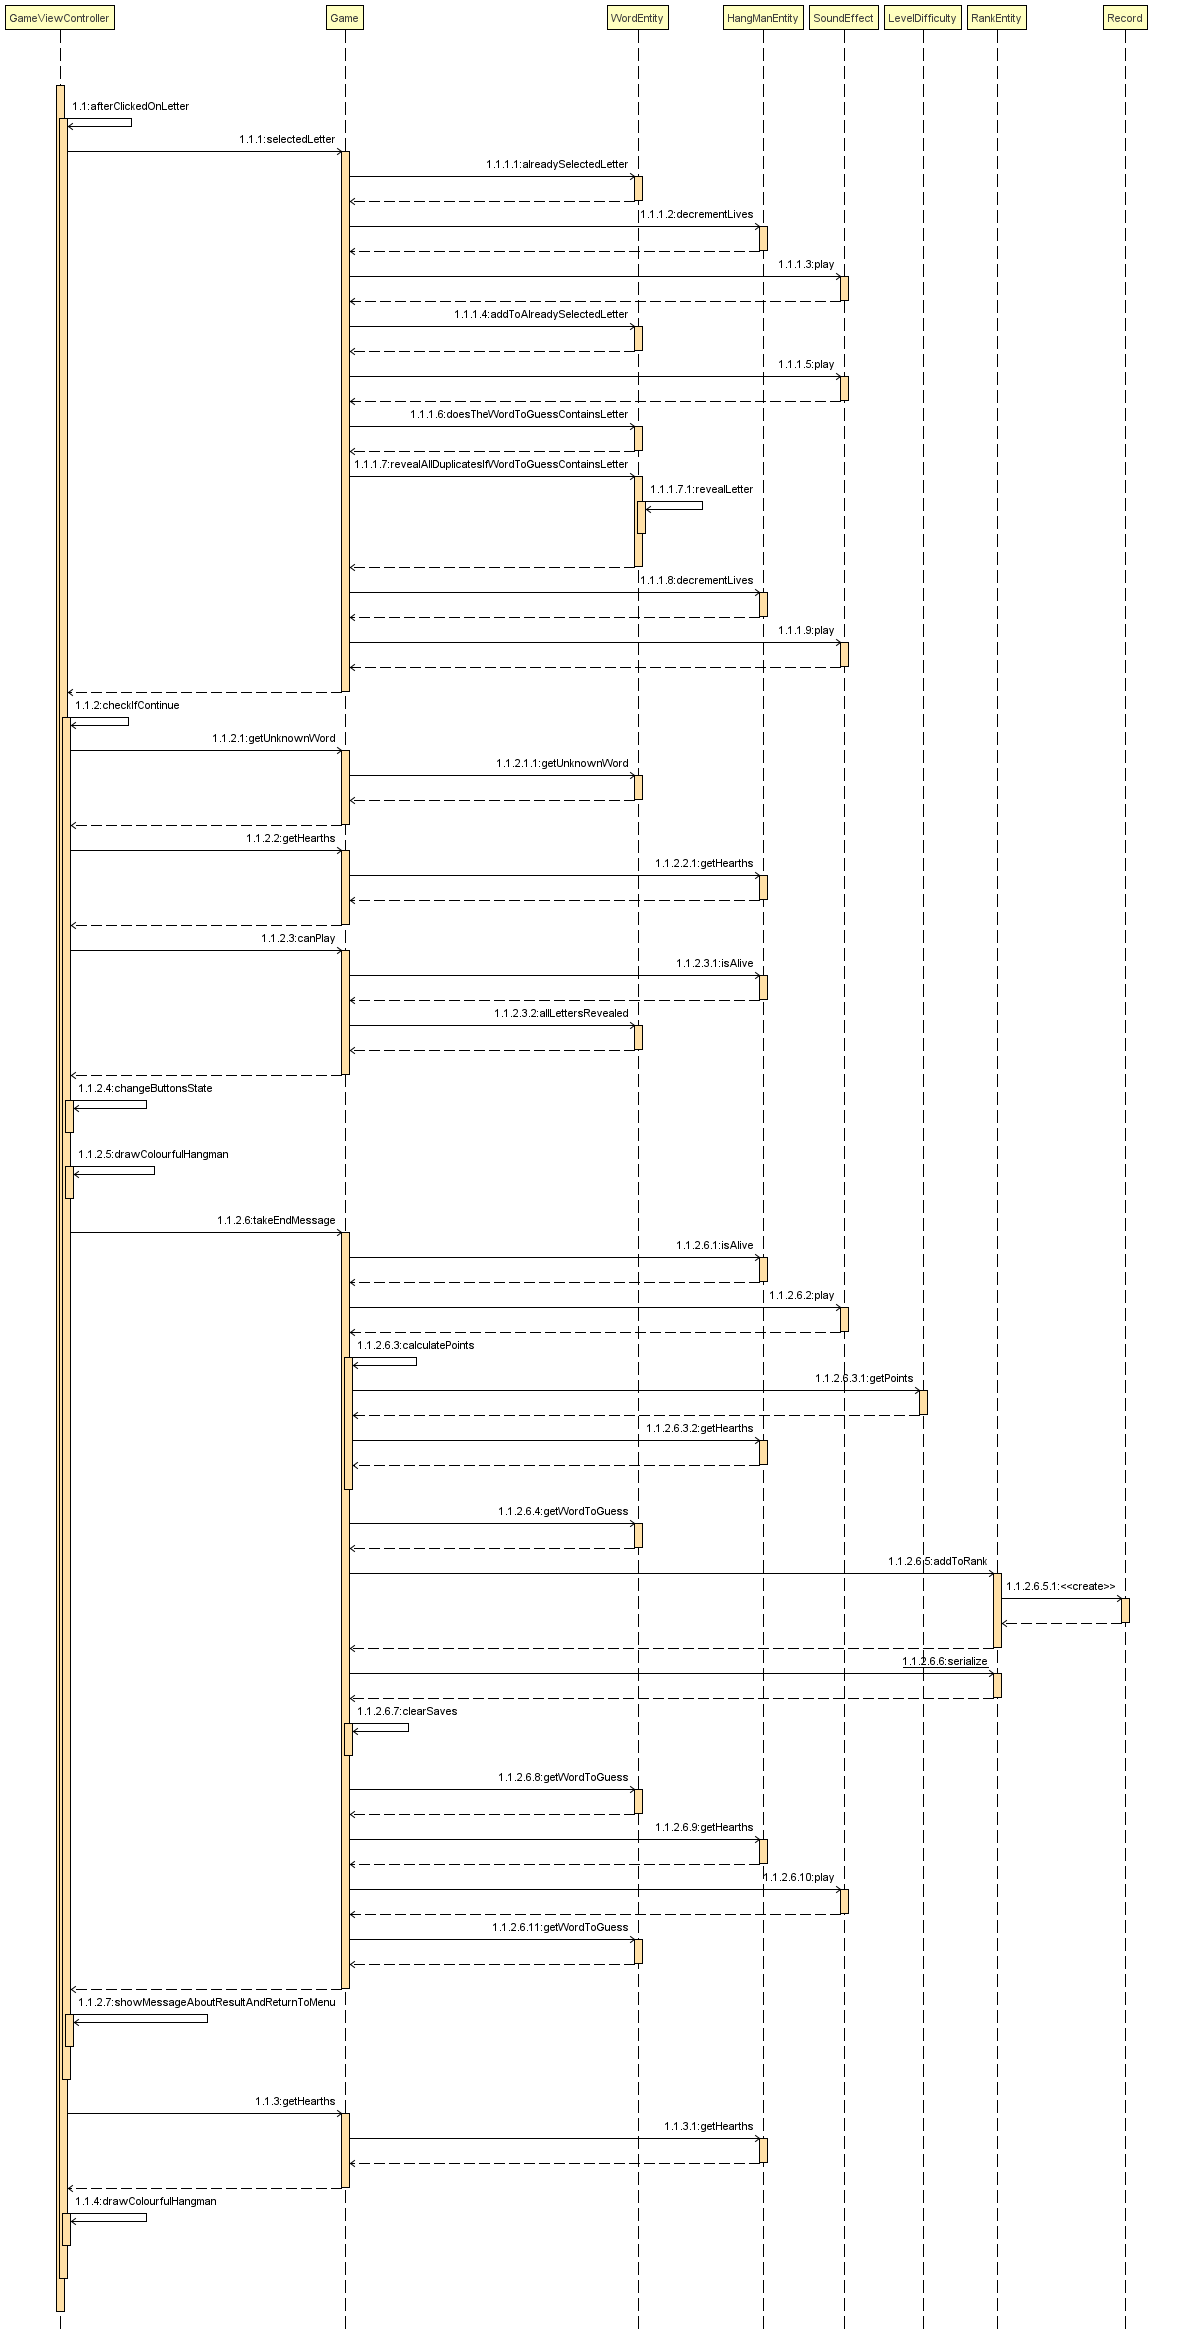 GameViewController
Game
WordEntity
HangManEntity
SoundEffect
LevelDifficulty
RankEntity
Record
1.1:afterClickedOnLetter
1.1.1:selectedLetter
1.1.1.1:alreadySelectedLetter
1.1.1.2:decrementLives
1.1.1.3:play
1.1.1.4:addToAlreadySelectedLetter
1.1.1.5:play
1.1.1.6:doesTheWordToGuessContainsLetter
1.1.1.7:revealAllDuplicatesIfWordToGuessContainsLetter
1.1.1.7.1:revealLetter
1.1.1.8:decrementLives
1.1.1.9:play
1.1.2:checkIfContinue
1.1.2.1:getUnknownWord
1.1.2.1.1:getUnknownWord
1.1.2.2:getHearths
1.1.2.2.1:getHearths
1.1.2.3:canPlay
1.1.2.3.1:isAlive
1.1.2.3.2:allLettersRevealed
1.1.2.4:changeButtonsState
1.1.2.5:drawColourfulHangman
1.1.2.6:takeEndMessage
1.1.2.6.1:isAlive
1.1.2.6.2:play
1.1.2.6.3:calculatePoints
1.1.2.6.3.1:getPoints
1.1.2.6.3.2:getHearths
1.1.2.6.4:getWordToGuess
1.1.2.6.5:addToRank
1.1.2.6.5.1:<<create>>
1.1.2.6.6:serialize
1.1.2.6.7:clearSaves
1.1.2.6.8:getWordToGuess
1.1.2.6.9:getHearths
1.1.2.6.10:play
1.1.2.6.11:getWordToGuess
1.1.2.7:showMessageAboutResultAndReturnToMenu
1.1.3:getHearths
1.1.3.1:getHearths
1.1.4:drawColourfulHangman